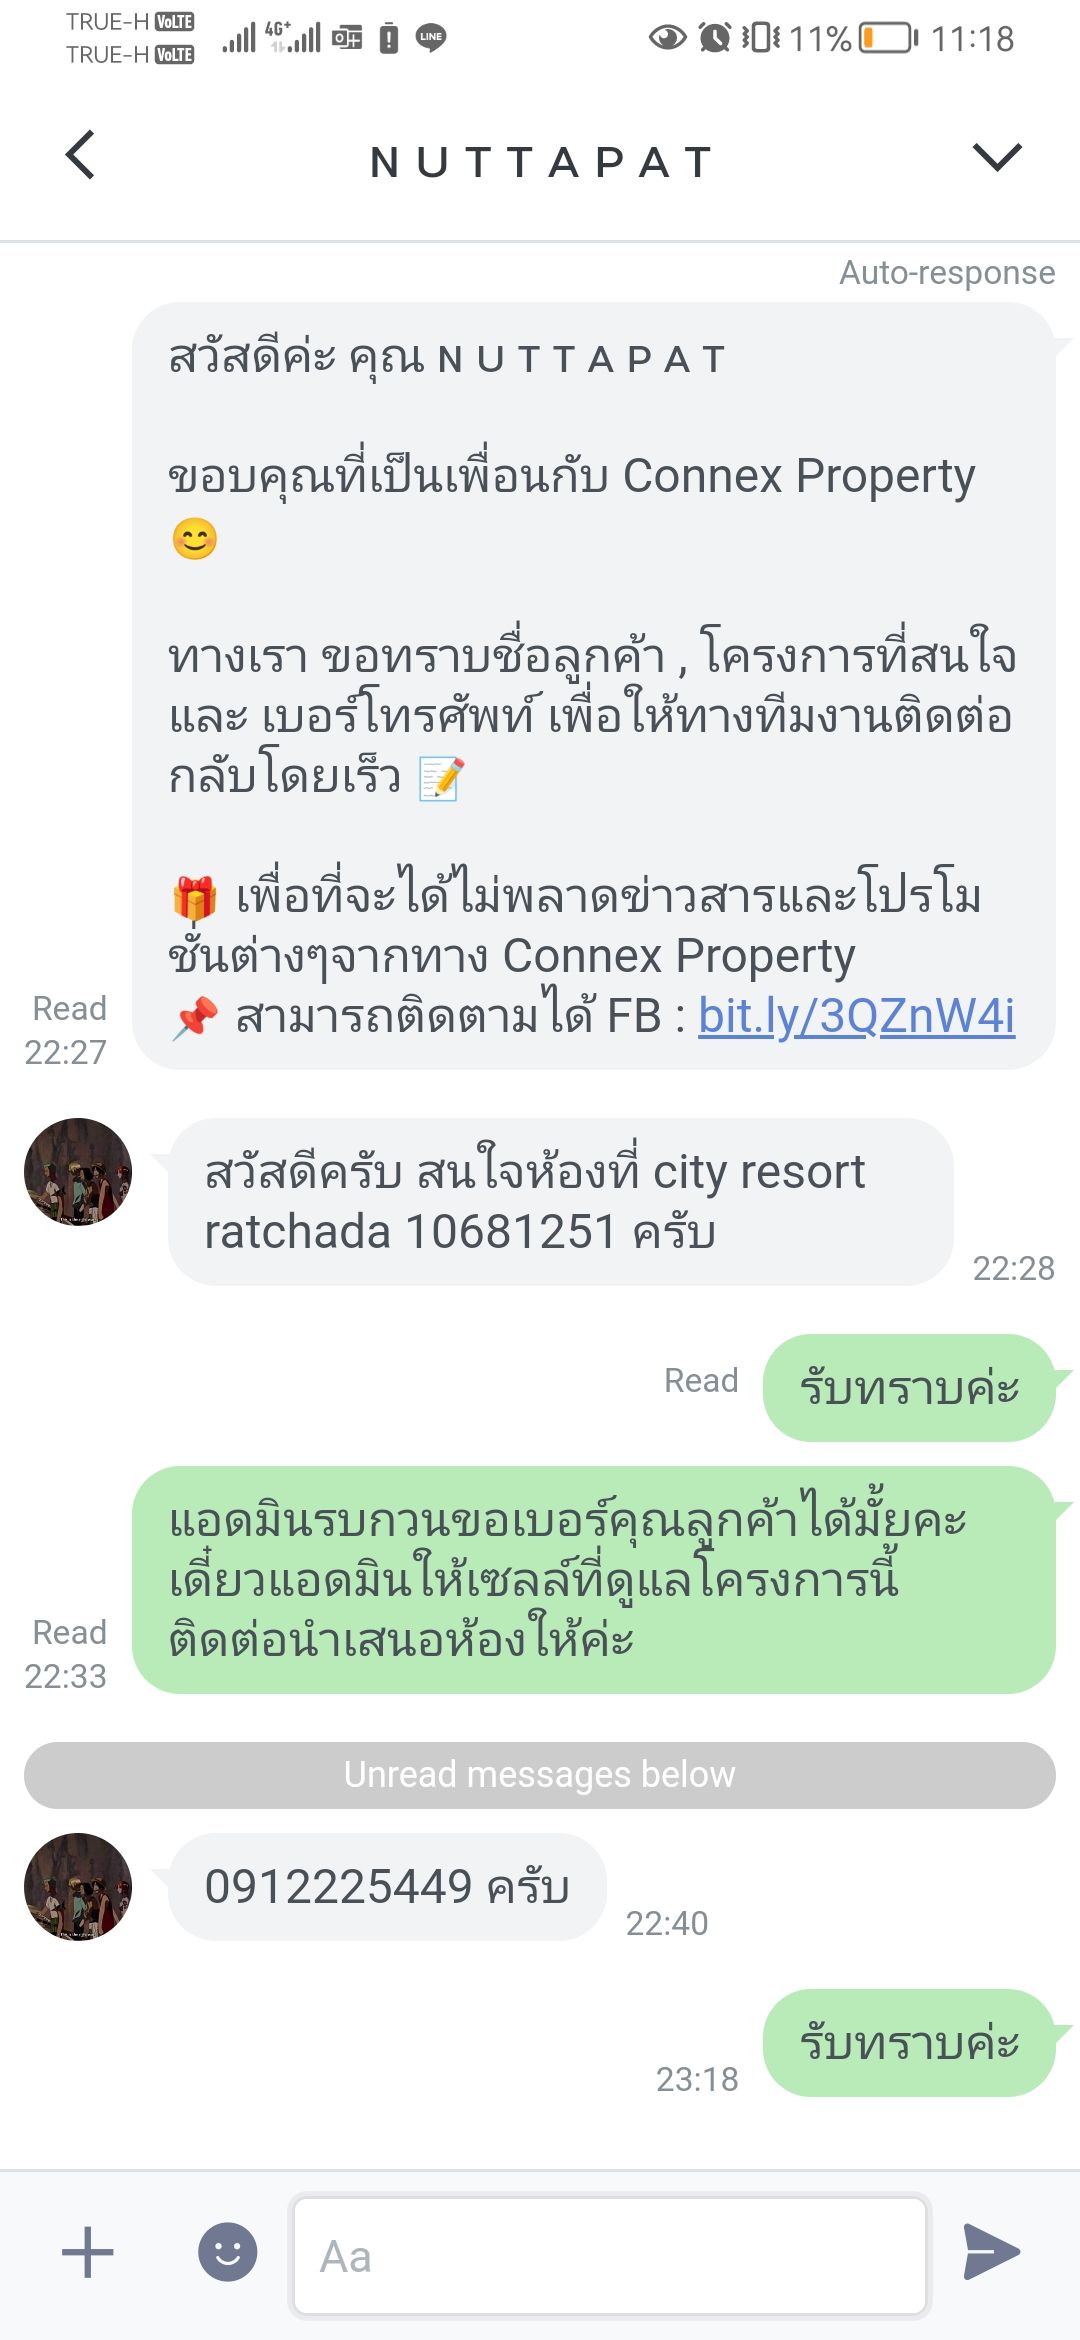 TRUE-H VoLTE
TRUE-H VoLTE
4G+
LINE
11%
11:18
N U T T A P A T
Auto-response
สวัสดีค่ะ คุณ N U T T A P A T
ขอบคุณที่เป็นเพื่อนกับ Connex Property
😊
ทางเรา ขอทราบชื่อลูกค้า , โครงการที่สนใจ
และ เบอร์โทรศัพท์ เพื่อให้ทางทีมงานติดต่อ
กลับโดยเร็ว 📝
🎁 เพื่อที่จะได้ไม่พลาดข่าวสารและโปรโม
ชั่นต่างๆจากทาง Connex Property
📌 สามารถติดตามได้ FB : bit.ly/3QZnW4i
Read
22:27
สวัสดีครับ สนใจห้องที่ city resort
ratchada 10681251 ครับ
22:28
Read
รับทราบค่ะ
แอดมินรบกวนขอเบอร์คุณลูกค้าได้มั้ยคะ
เดี๋ยวแอดมินให้เซลล์ที่ดูแลโครงการนี้
ติดต่อนำเสนอห้องให้ค่ะ
Read
22:33
Unread messages below
0912225449 ครับ
22:40
รับทราบค่ะ
23:18
Aa